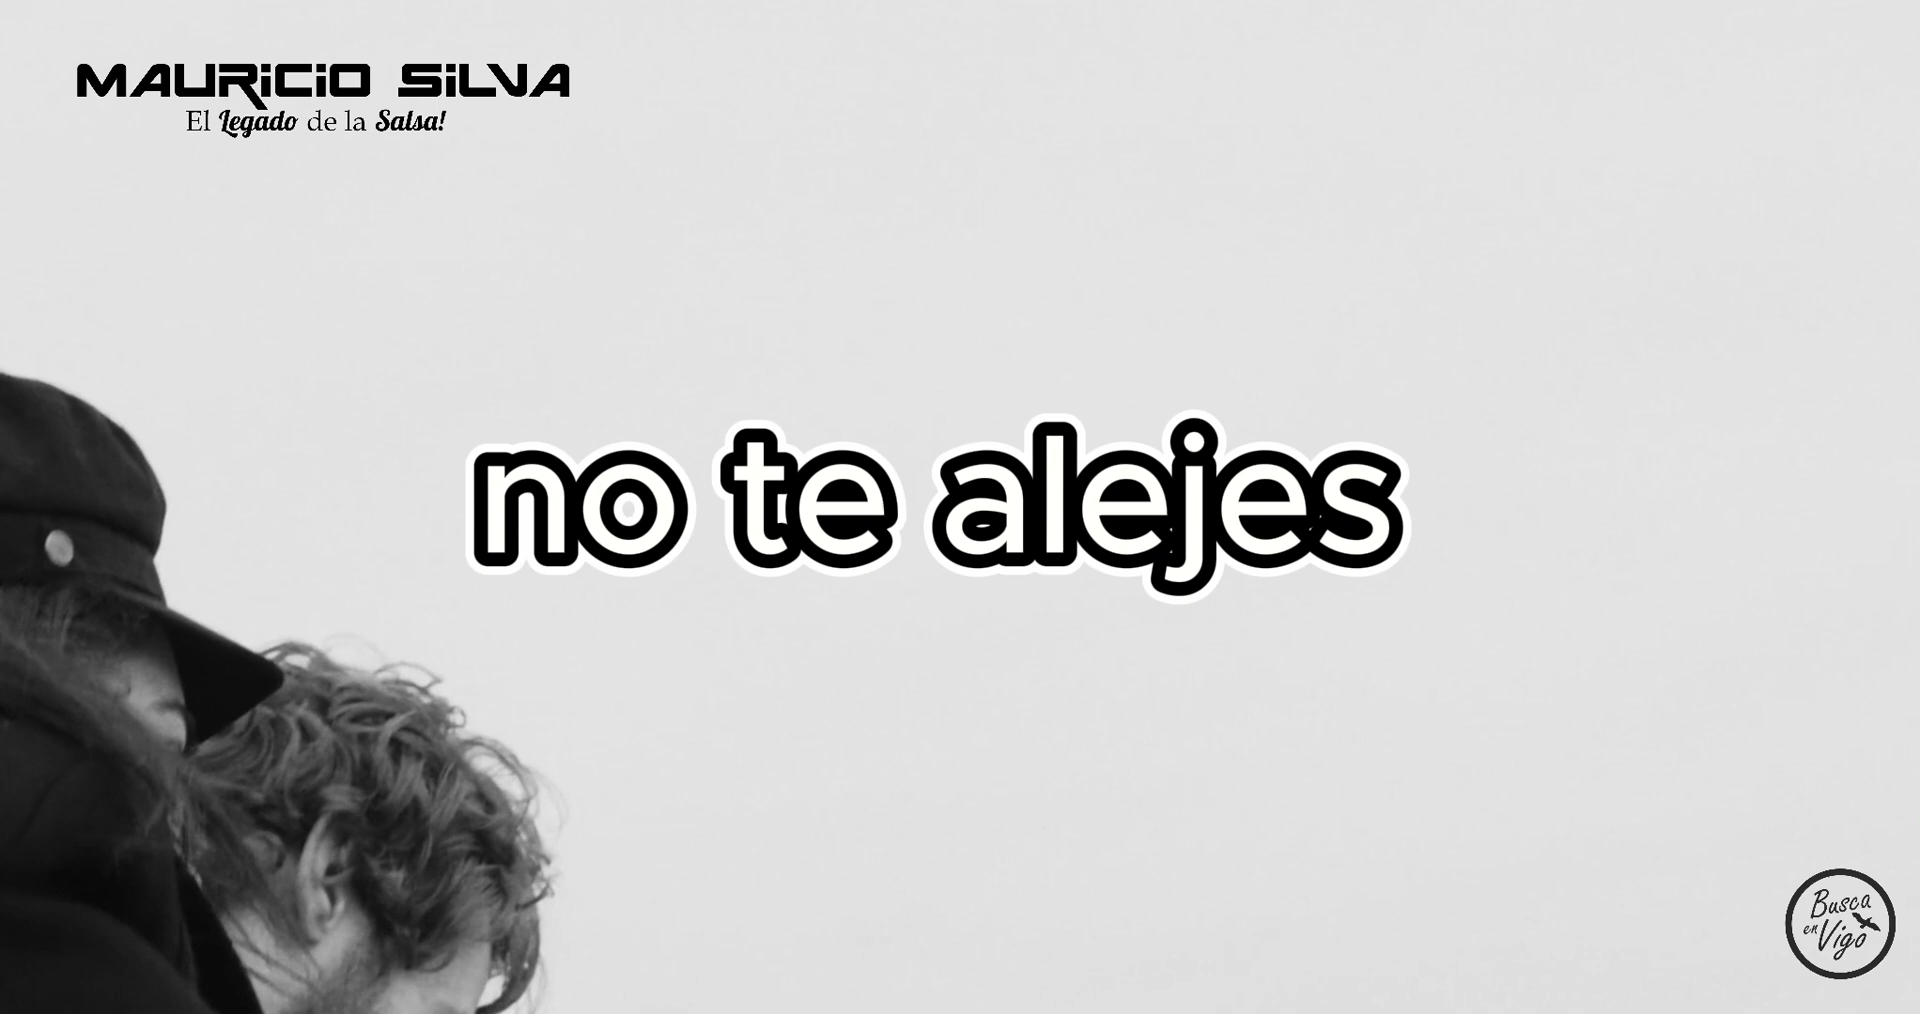 MAURiCiO SiLVA
El Legado de la Salsa!
no te alejes
Busca
en Vigo